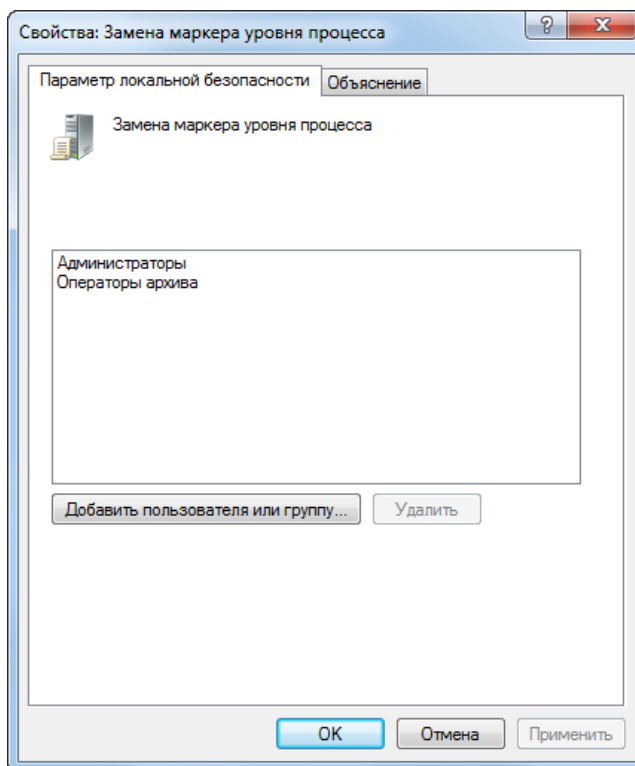 Свойства: Замена маркера уровня процесса
Параметр локальной безопасности
Объяснение
Замена маркера уровня процесса
Администраторы
Операторы архива
Добавить пользователя или группу...
Удалить
OK
Отмена
Применить